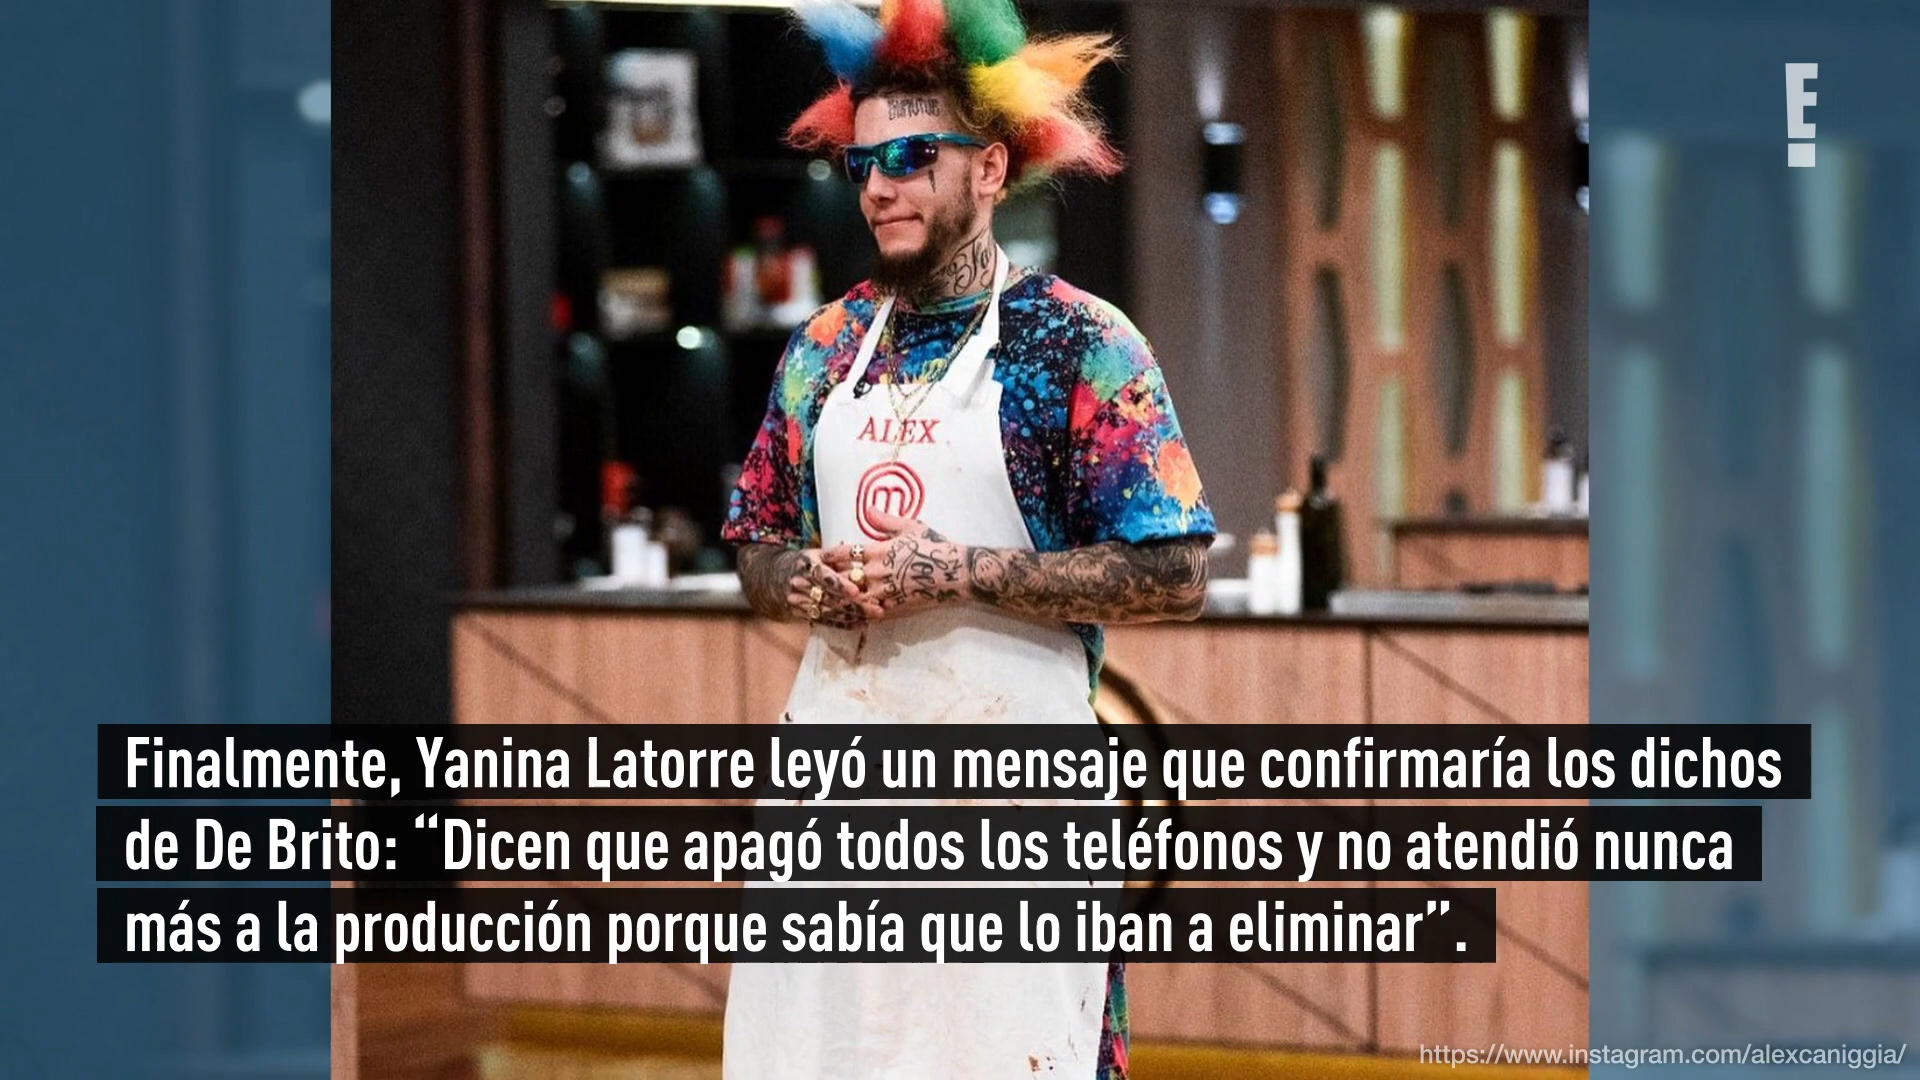 E!
ALEX
Finalmente, Yanina Latorre leyó un mensaje que confirmaría los dichos
de De Brito: “Dicen que apagó todos los teléfonos y no atendió nunca
más a la producción porque sabía que lo iban a eliminar”.
https://www.instagram.com/alexcaniggia/